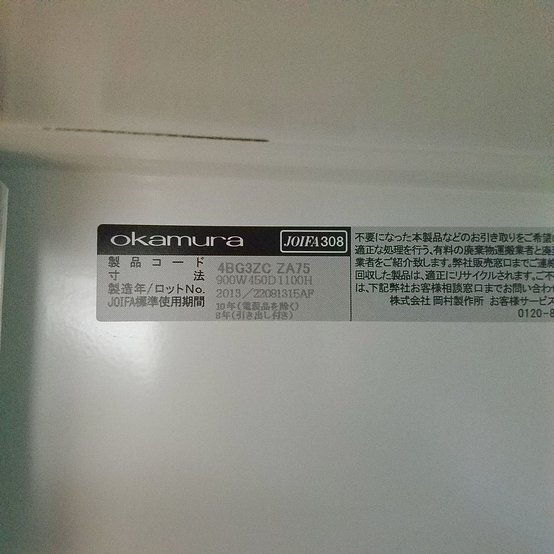 okamura JOIFA308
製品コード 4BG3ZC ZA75
寸法 900W450D1100H
製造年/ロットNo. 2013/22081315AF
JOIFA標準使用期間 10年(電装品を除く)
8年(引き出し付き)
不要になった本製品などのお引き取りをご希望
適正な処理を行う、有料の廃棄物運搬業者と廃
業者をご紹介致します。弊社販売窓口までご連
回収した製品は、適正にリサイクルされます。ご不
は、下記弊社お客様相談窓口までお問い合わ
株式会社 岡村製作所 お客様サービス
0120-8